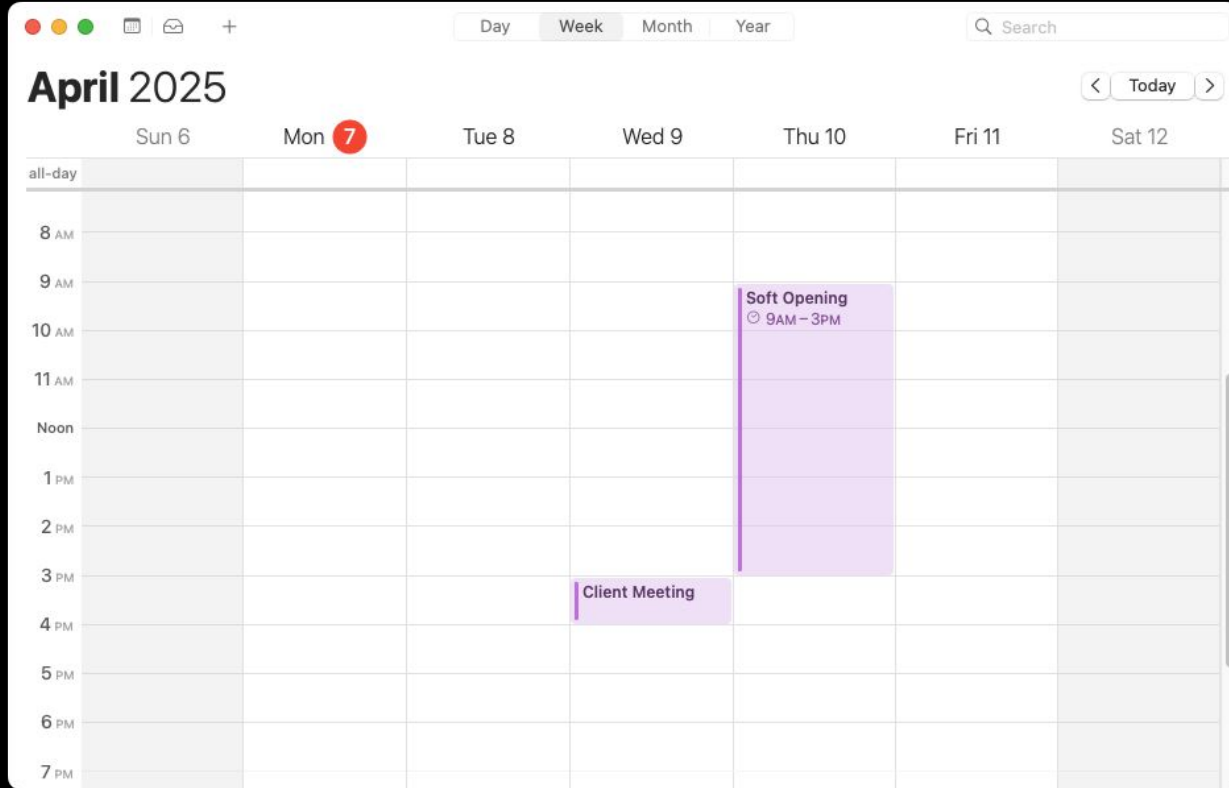 Day Week Month Year Search
April 2025
Today
Sun 6 Mon 7 Tue 8 Wed 9 Thu 10 Fri 11 Sat 12
all-day
8 AM
9 AM
Soft Opening
9AM – 3PM
10 AM
11 AM
Noon
1 PM
2 PM
3 PM
Client Meeting
4 PM
5 PM
6 PM
7 PM